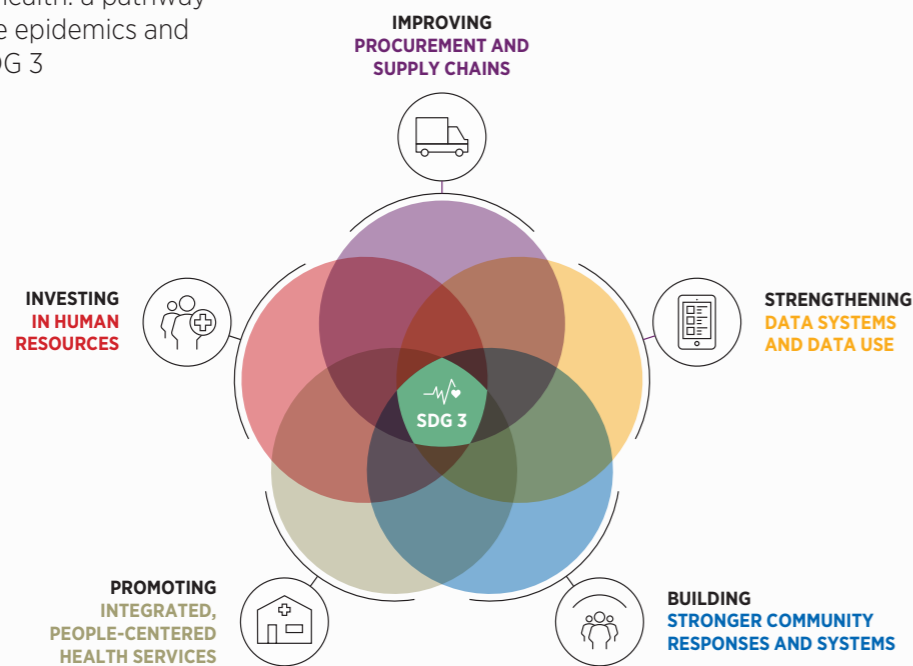 health: a pathway
e epidemics and
DG 3
IMPROVING
PROCUREMENT AND
SUPPLY CHAINS
INVESTING
IN HUMAN
RESOURCES
STRENGTHENING
DATA SYSTEMS
AND DATA USE
SDG 3
PROMOTING
INTEGRATED,
PEOPLE-CENTERED
HEALTH SERVICES
BUILDING
STRONGER COMMUNITY
RESPONSES AND SYSTEMS